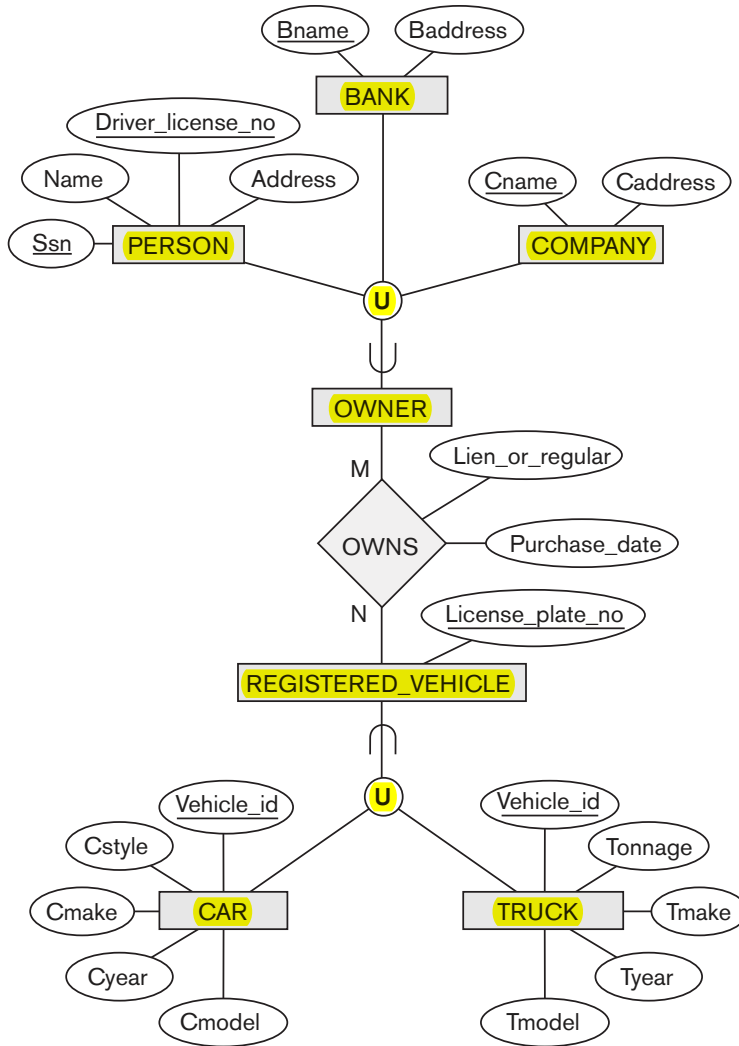 Bname
Baddress
BANK
Driver_license_no
Name
Address
Cname
Caddress
Ssn
PERSON
COMPANY
U
OWNER
M
Lien_or_regular
OWNS
Purchase_date
N
License_plate_no
REGISTERED_VEHICLE
U
Vehicle_id
Vehicle_id
Cstyle
Tonnage
Cmake
CAR
TRUCK
Tmake
Cyear
Tyear
Cmodel
Tmodel